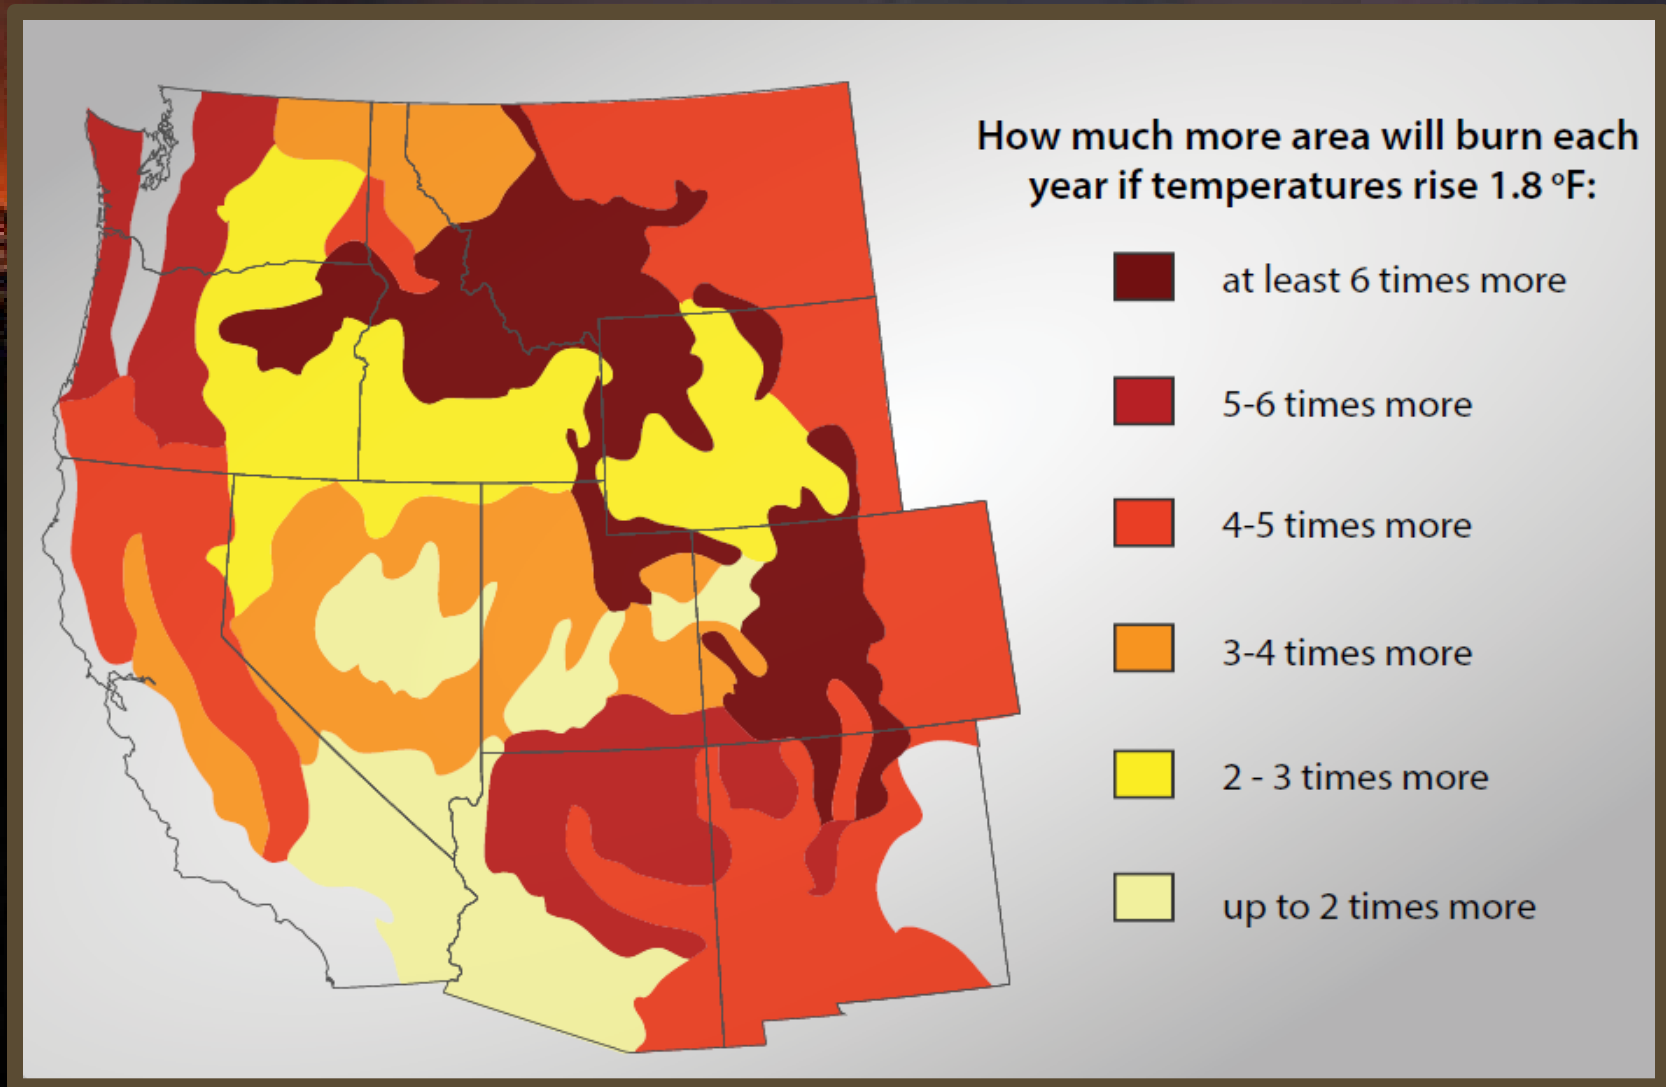 How much more area will burn each
year if temperatures rise 1.8 ºF:
at least 6 times more
5-6 times more
4-5 times more
3-4 times more
2 - 3 times more
up to 2 times more